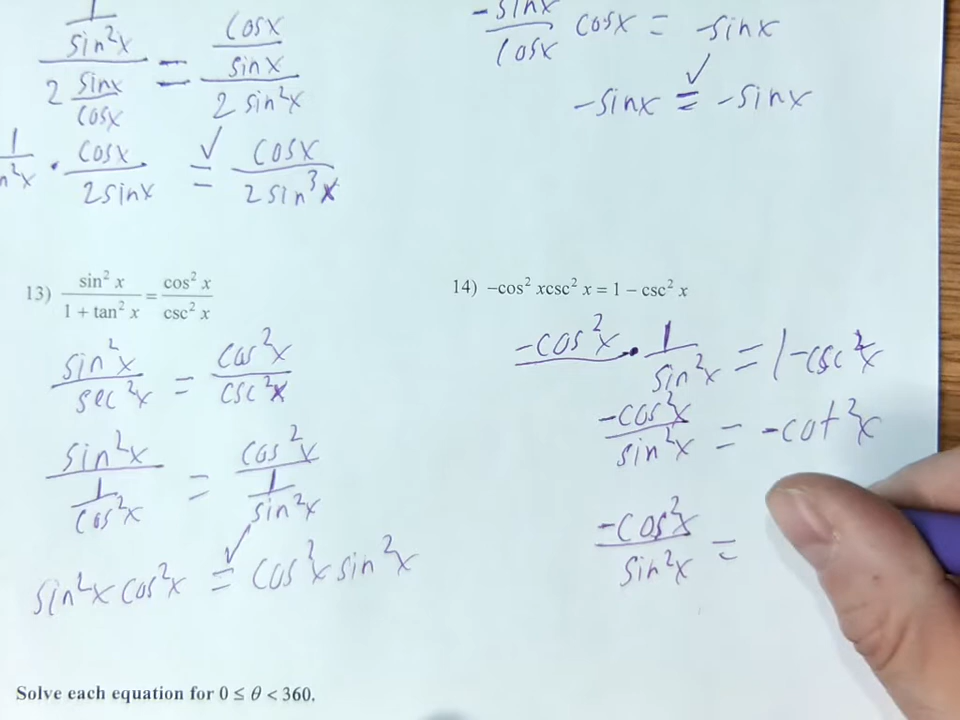 1/sin²x / 2 sinx/cosx = cosx/sinx / 2 sin²x
cosx/2sinx = cosx/2sin³x
cosx = -sinx
-sinx = -sinx ✓
13) sin² x / 1 + tan² x = cos² x / csc² x
sin²x/sec²x = cos²x/csc²x
sin²x / 1/cos²x = cos²x / 1/sin²x
sin²x cos²x = cos²x sin²x ✓
14) −cos² xcsc² x = 1 − csc² x
-cos²x · 1/sin²x = 1-csc²x
-cos²x/sin²x = -cot²x
-cos²x/sin²x =
Solve each equation for 0 ≤ θ < 360.